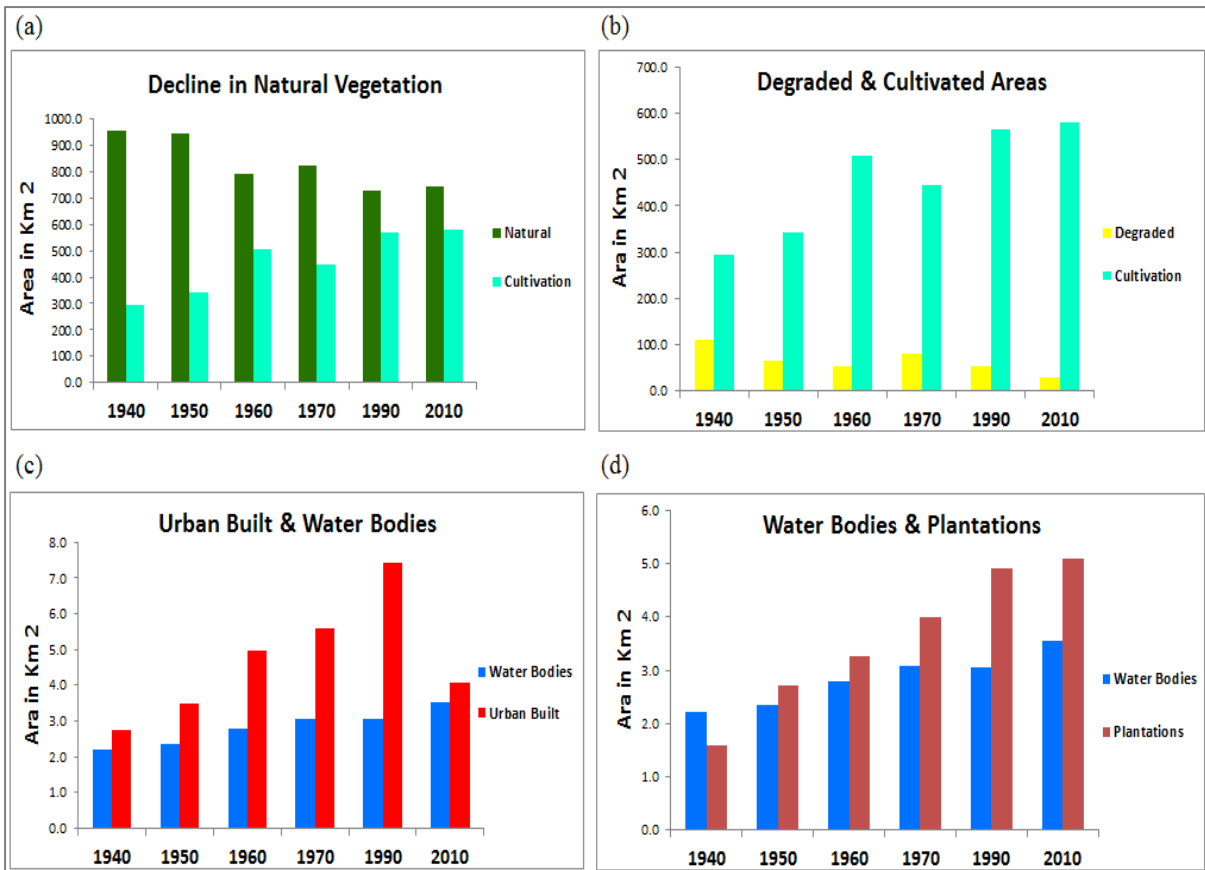 (a)
Decline in Natural Vegetation
Area in Km 2
1000.0
900.0
800.0
700.0
600.0
500.0
400.0
300.0
200.0
100.0
0.0
1940 1950 1960 1970 1990 2010
Natural
Cultivation
(b)
Degraded & Cultivated Areas
Ara in Km 2
700.0
600.0
500.0
400.0
300.0
200.0
100.0
0.0
1940 1950 1960 1970 1990 2010
Degraded
Cultivation
(c)
Urban Built & Water Bodies
Ara in Km 2
8.0
7.0
6.0
5.0
4.0
3.0
2.0
1.0
0.0
1940 1950 1960 1970 1990 2010
Water Bodies
Urban Built
(d)
Water Bodies & Plantations
Ara in Km 2
6.0
5.0
4.0
3.0
2.0
1.0
0.0
1940 1950 1960 1970 1990 2010
Water Bodies
Plantations